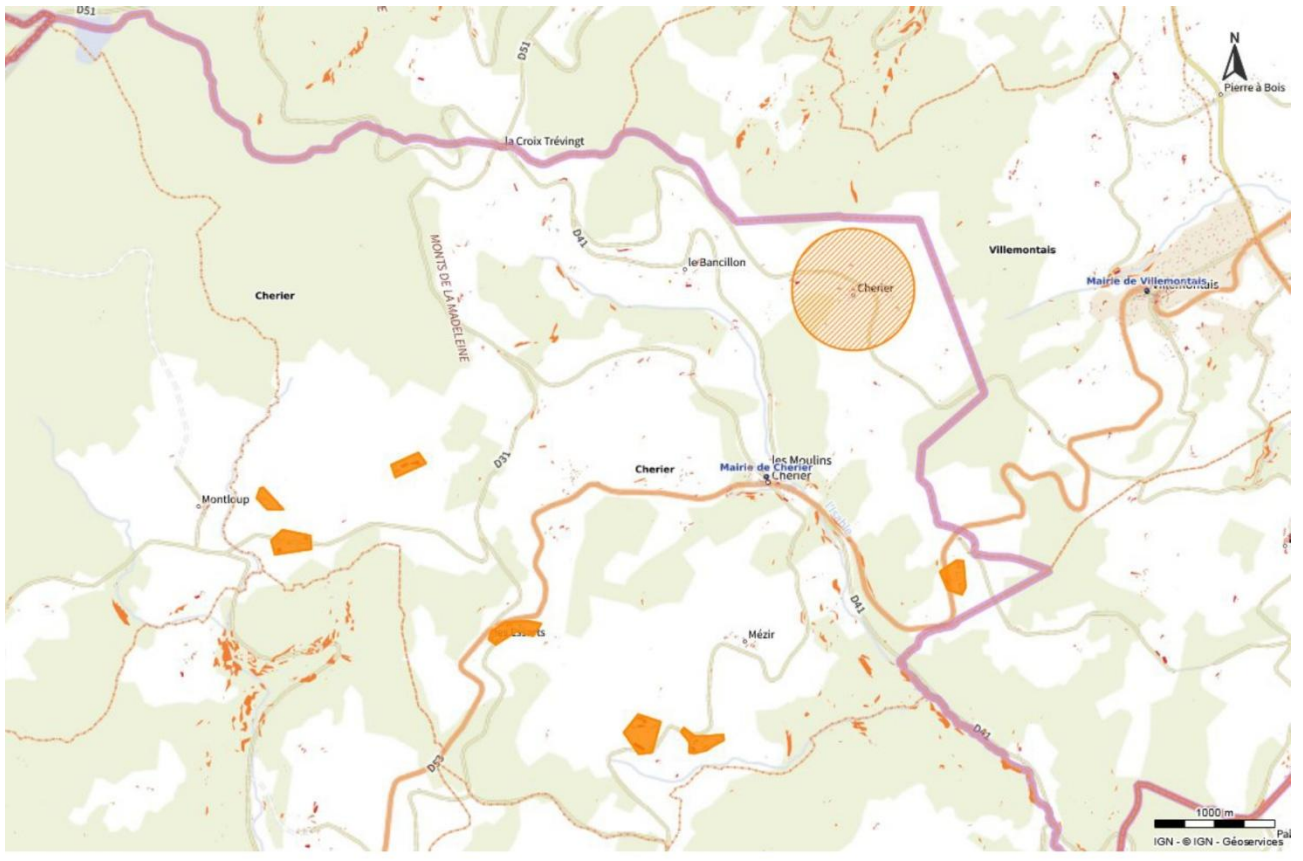 D51
N
D51
Pierre à Bois
la Croix Trévingt
D41
MONTS DE LA MADELEINE
le Bancillon
Villemontais
Mairie de Villemontais
Cherier
Cherier
D31
Cherier
les Moulins
Mairie de Cherier
Cherier
Montloup
l'Isable
D41
Mézir
D53
D41
1000 m
IGN - © IGN - Géoservices